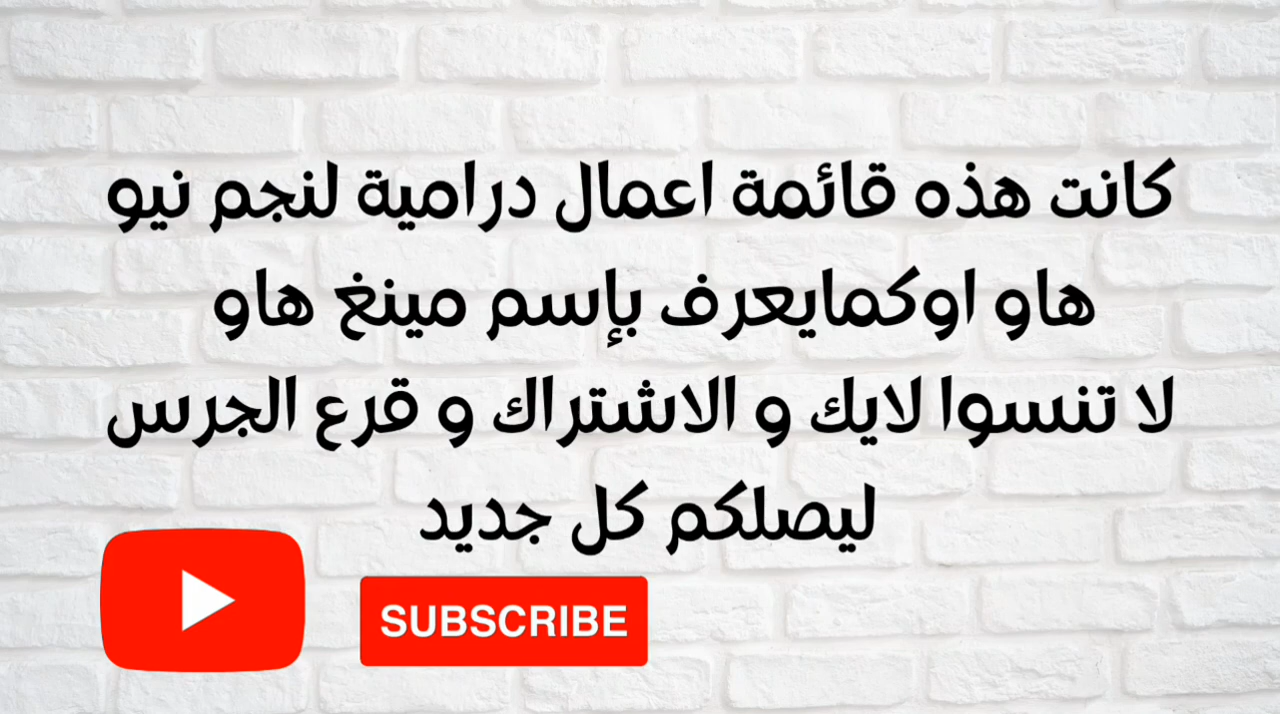 كانت هذه قائمة اعمال درامية لنجم نيو
هاو اوكمايعرف بإسم مينغ هاو
لا تنسوا لايك و الاشتراك و قرع الجرس
ليصلكم كل جديد
SUBSCRIBE